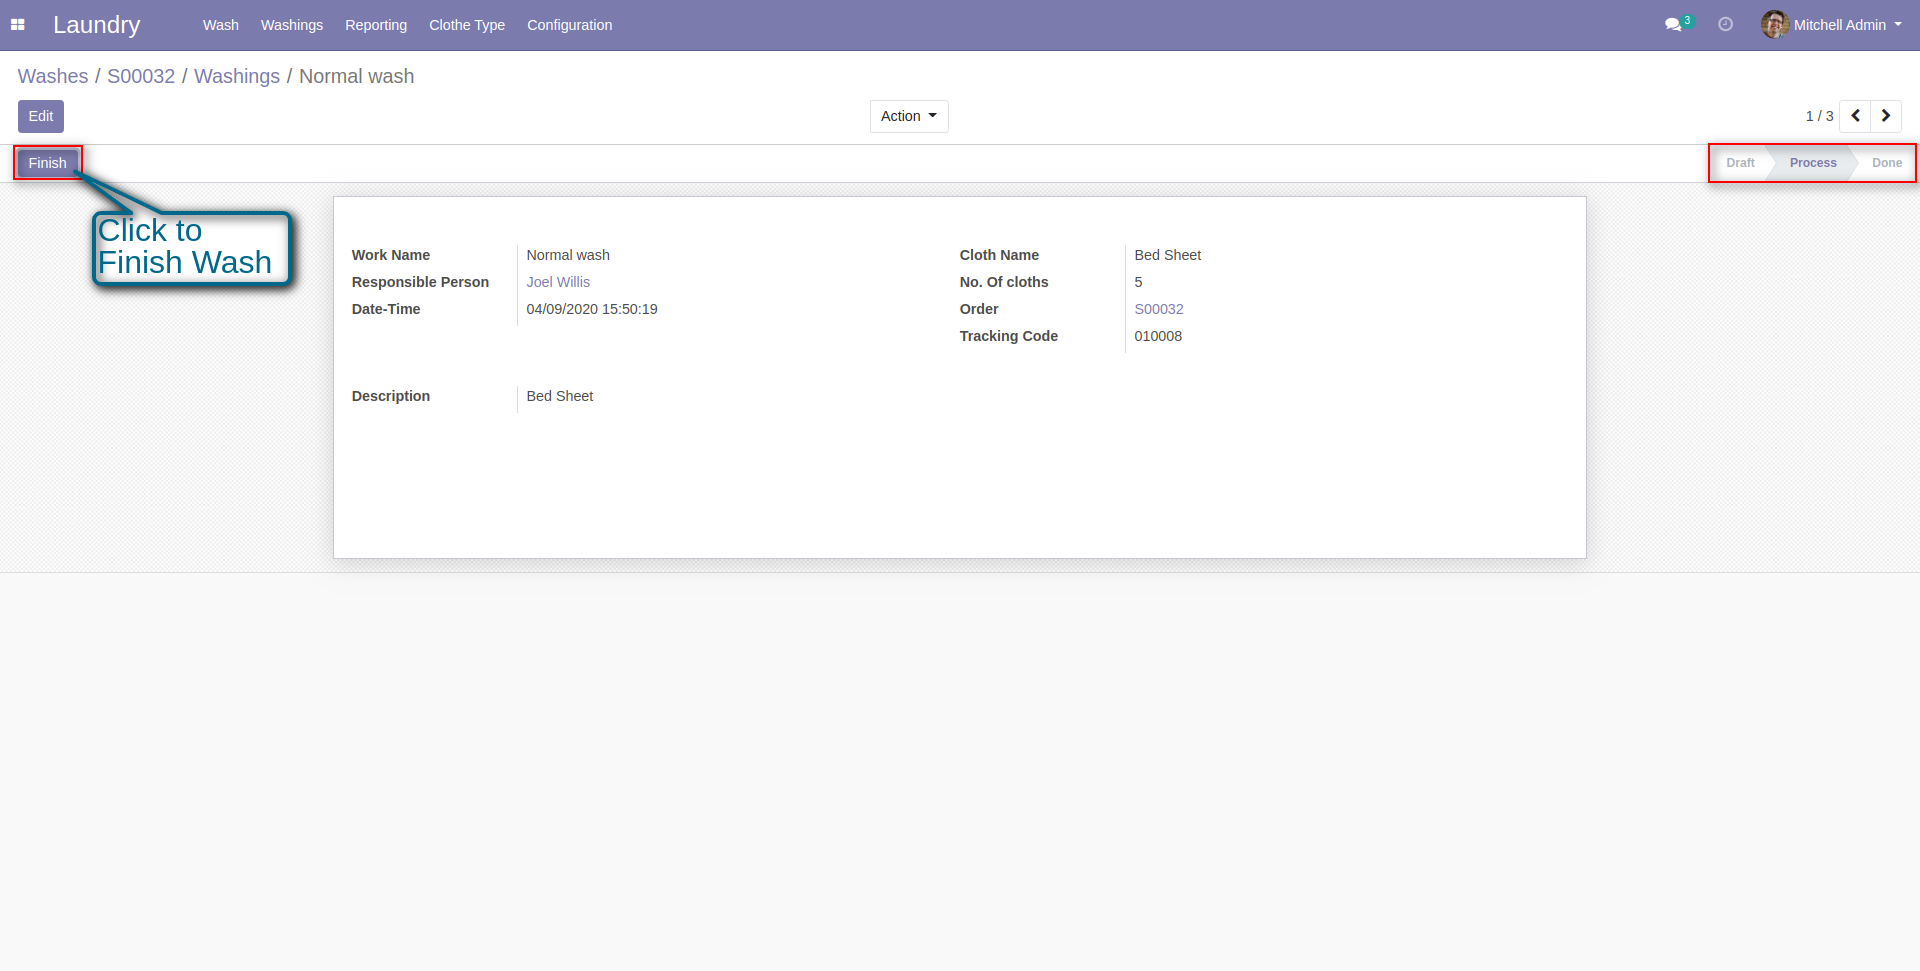 Laundry Wash Washings Reporting Clothe Type Configuration 3 Mitchell Admin
Washes / S00032 / Washings / Normal wash
Edit Action 1 / 3
Finish Draft Process Done
Click to
Finish Wash
Work Name Normal wash Cloth Name Bed Sheet
Responsible Person Joel Willis No. Of cloths 5
Date-Time 04/09/2020 15:50:19 Order S00032
Tracking Code 010008
Description Bed Sheet